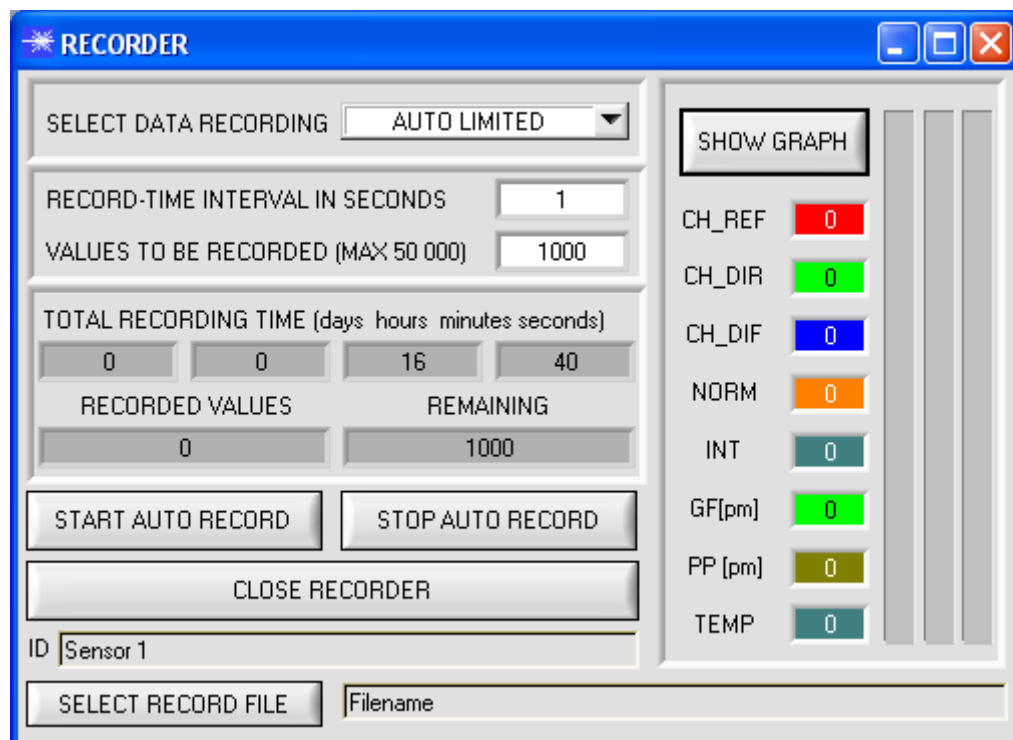 RECORDER
SELECT DATA RECORDING AUTO LIMITED
RECORD-TIME INTERVAL IN SECONDS 1
VALUES TO BE RECORDED (MAX 50 000) 1000
TOTAL RECORDING TIME (days hours minutes seconds)
0 0 16 40
RECORDED VALUES REMAINING
0 1000
START AUTO RECORD STOP AUTO RECORD
CLOSE RECORDER
ID Sensor 1
SELECT RECORD FILE Filename
SHOW GRAPH
CH_REF 0
CH_DIR 0
CH_DIF 0
NORM 0
INT 0
GF[pm] 0
PP [pm] 0
TEMP 0